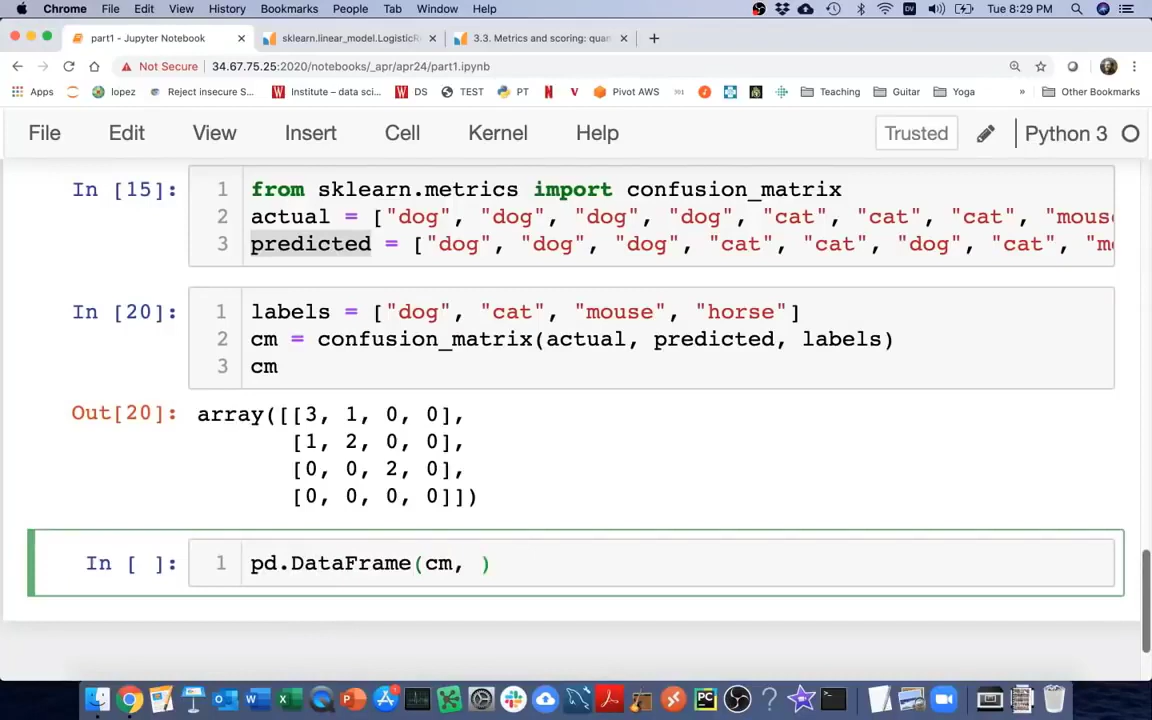 Chrome File Edit View History Bookmarks People Tab Window Help Tue 8:29 PM
part1 - Jupyter Notebook sklearn.linear_model.LogisticR 3.3. Metrics and scoring: quan
Not Secure 34.67.75.25:2020/notebooks/_apr/apr24/part1.ipynb
Apps lopez Reject insecure S... Institute – data sci... DS TEST PT Pivot AWS Teaching Guitar Yoga » Other Bookmarks
File Edit View Insert Cell Kernel Help Trusted Python 3
In [15]: 1 from sklearn.metrics import confusion_matrix
2 actual = ["dog", "dog", "dog", "dog", "cat", "cat", "cat", "mous
3 predicted = ["dog", "dog", "dog", "cat", "cat", "dog", "cat", "m
In [20]: 1 labels = ["dog", "cat", "mouse", "horse"]
2 cm = confusion_matrix(actual, predicted, labels)
3 cm
Out[20]: array([[3, 1, 0, 0],
[1, 2, 0, 0],
[0, 0, 2, 0],
[0, 0, 0, 0]])
In [ ]: 1 pd.DataFrame(cm, )